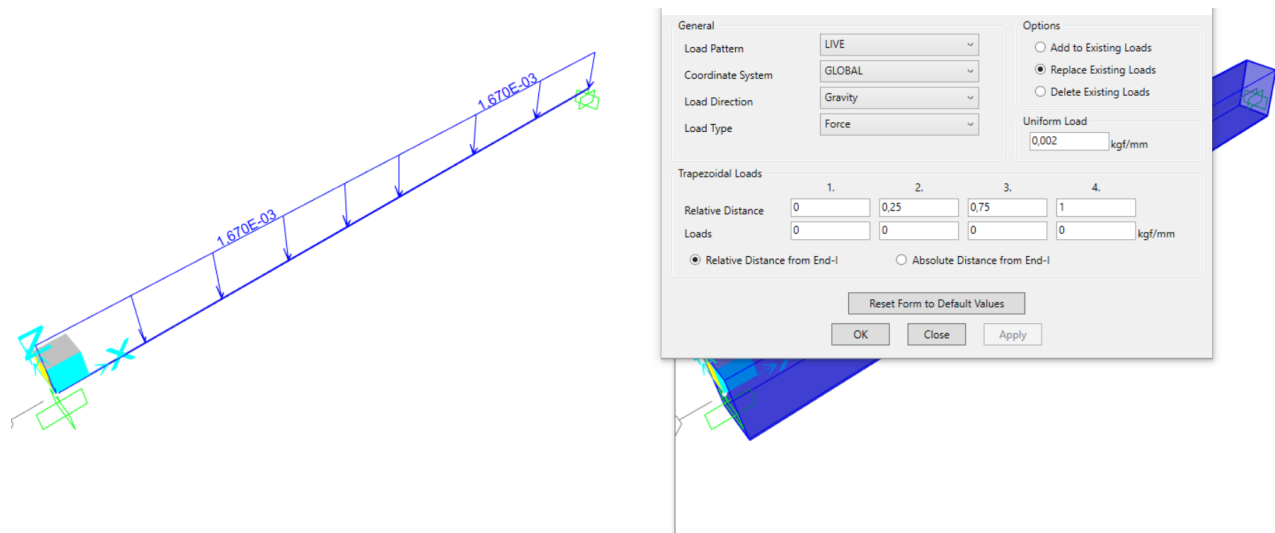 1,670E-03
1,670E-03
Z
X
General
Load Pattern LIVE
Coordinate System GLOBAL
Load Direction Gravity
Load Type Force
Options
Add to Existing Loads
Replace Existing Loads
Delete Existing Loads
Uniform Load
0,002 kgf/mm
Trapezoidal Loads
1. 2. 3. 4.
Relative Distance 0 0,25 0,75 1
Loads 0 0 0 0 kgf/mm
Relative Distance from End-I Absolute Distance from End-I
Reset Form to Default Values
OK Close Apply